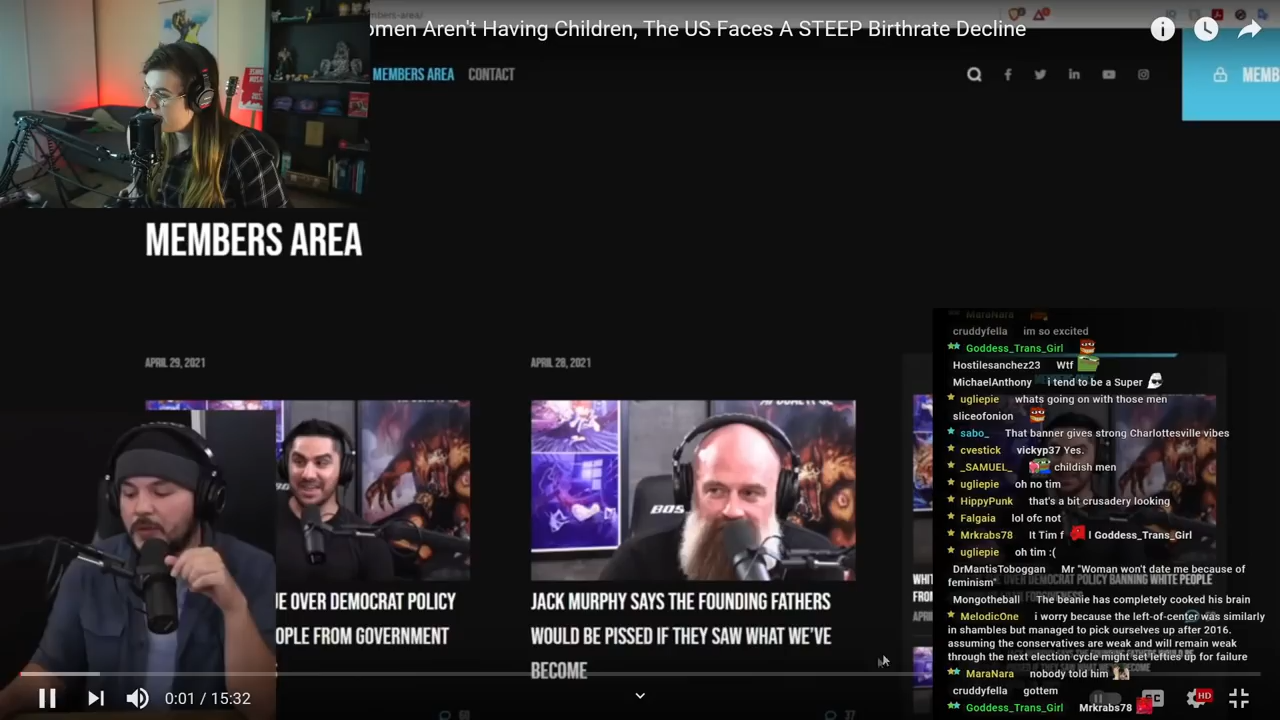 omen Aren't Having Children, The US Faces A STEEP Birthrate Decline
MEMBERS AREA CONTACT
MEMB
MEMBERS AREA
APRIL 29, 2021
APRIL 28, 2021
E OVER DEMOCRAT POLICY
OPLE FROM GOVERNMENT
JACK MURPHY SAYS THE FOUNDING FATHERS
WOULD BE PISSED IF THEY SAW WHAT WE'VE
BECOME
MaraNara
cruddyfella im so excited
Goddess_Trans_Girl
Hostilesanchez23 Wtf
MichaelAnthony i tend to be a Super
ugliepie whats going on with those men
sliceofonion
sabo_ That banner gives strong Charlottesville vibes
cvestick vickyp37 Yes.
_SAMUEL_ childish men
ugliepie oh no tim
HippyPunk that's a bit crusadery looking
Falgaia lol ofc not
Mrkrabs78 It Tim f l Goddess_Trans_Girl
ugliepie oh tim :(
DrMantisToboggan Mr "Woman won't date me because of
feminism"
Mongotheball The beanie has completely cooked his brain
MelodicOne i worry because the left-of-center was similarly
in shambles but managed to pick ourselves up after 2016.
assuming the conservatives are weak and will remain weak
through the next election cycle might set lefties up for failure
MaraNara nobody told him
cruddyfella gottem
Goddess_Trans_Girl Mrkrabs78
0:01 / 15:32
CC
HD